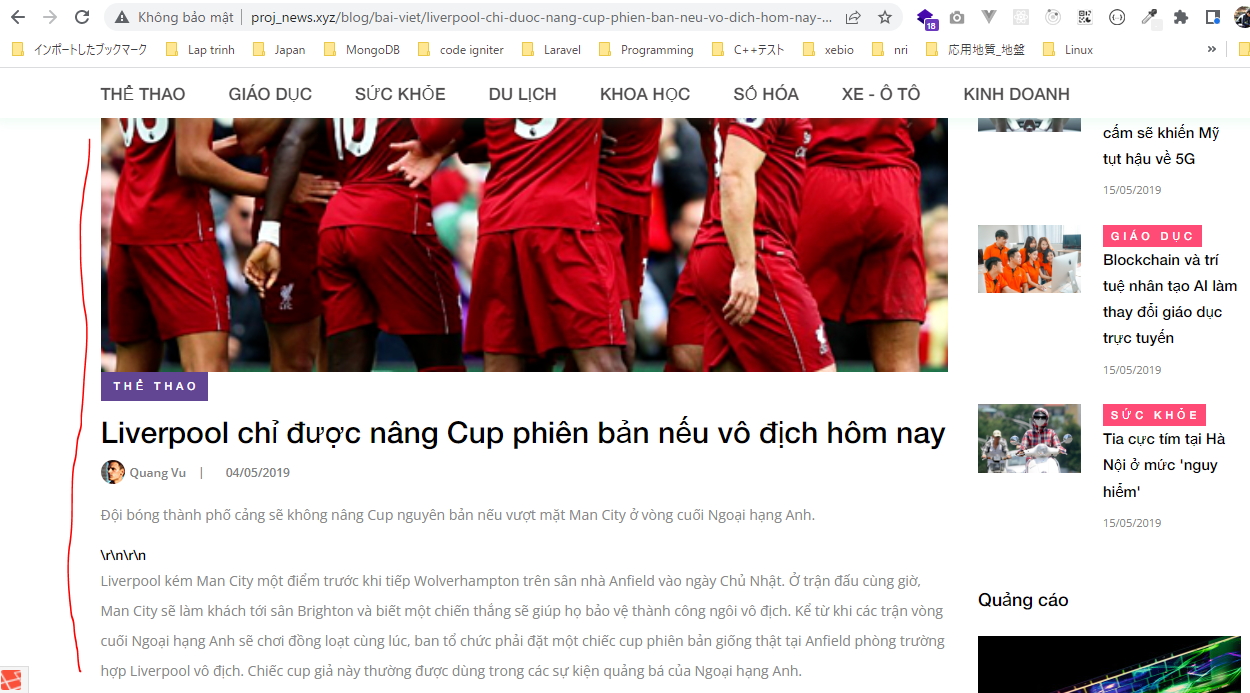 Không bảo mật | proj_news.xyz/blog/bai-viet/liverpool-chi-duoc-nang-cup-phien-ban-neu-vo-dich-hom-nay-...
18
インポートしたブックマーク Lap trinh Japan MongoDB code igniter Laravel Programming C++テスト xebio nri 応用地質_地盤 Linux »
THỂ THAO GIÁO DỤC SỨC KHỎE DU LỊCH KHOA HỌC SỐ HÓA XE - Ô TÔ KINH DOANH
10
THỂ THAO
Liverpool chỉ được nâng Cup phiên bản nếu vô địch hôm nay
Quang Vu | 04/05/2019
Đội bóng thành phố cảng sẽ không nâng Cup nguyên bản nếu vượt mặt Man City ở vòng cuối Ngoại hạng Anh.
\r\n\r\n
Liverpool kém Man City một điểm trước khi tiếp Wolverhampton trên sân nhà Anfield vào ngày Chủ Nhật. Ở trận đấu cùng giờ,
Man City sẽ làm khách tới sân Brighton và biết một chiến thắng sẽ giúp họ bảo vệ thành công ngôi vô địch. Kể từ khi các trận vòng
cuối Ngoại hạng Anh sẽ chơi đồng loạt cùng lúc, ban tổ chức phải đặt một chiếc cup phiên bản giống thật tại Anfield phòng trường
hợp Liverpool vô địch. Chiếc cup giả này thường được dùng trong các sự kiện quảng bá của Ngoại hạng Anh.
cấm sẽ khiến Mỹ
tụt hậu về 5G
15/05/2019
GIÁO DỤC
Blockchain và trí
tuệ nhân tạo AI làm
thay đổi giáo dục
trực tuyến
15/05/2019
SỨC KHỎE
Tia cực tím tại Hà
Nội ở mức 'nguy
hiểm'
15/05/2019
Quảng cáo